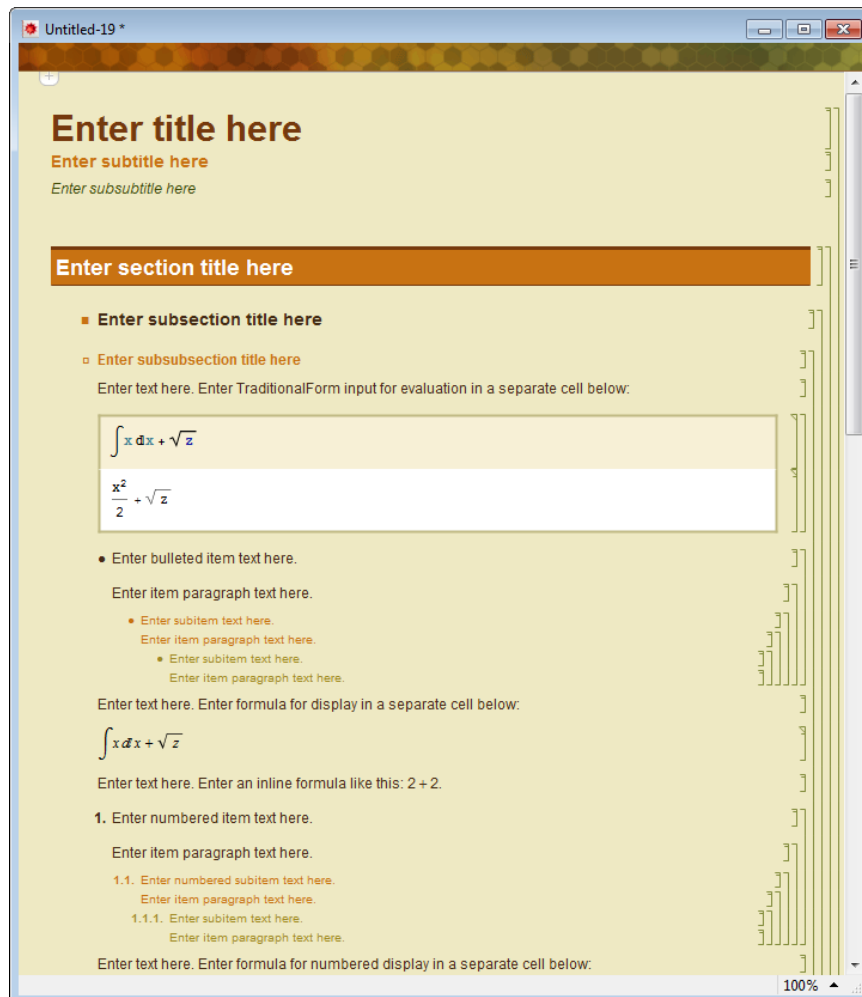 Untitled-19 *
Enter title here
Enter subtitle here
Enter subsubtitle here
Enter section title here
Enter subsection title here
Enter subsubsection title here
Enter text here. Enter TraditionalForm input for evaluation in a separate cell below:
∫ x ⅆx + √z
x²/2 + √z
• Enter bulleted item text here.
Enter item paragraph text here.
• Enter subitem text here.
Enter item paragraph text here.
• Enter subitem text here.
Enter item paragraph text here.
Enter text here. Enter formula for display in a separate cell below:
∫ x ⅆx + √z
Enter text here. Enter an inline formula like this: 2 + 2.
1. Enter numbered item text here.
Enter item paragraph text here.
1.1. Enter numbered subitem text here.
Enter item paragraph text here.
1.1.1. Enter subitem text here.
Enter item paragraph text here.
Enter text here. Enter formula for numbered display in a separate cell below:
100%